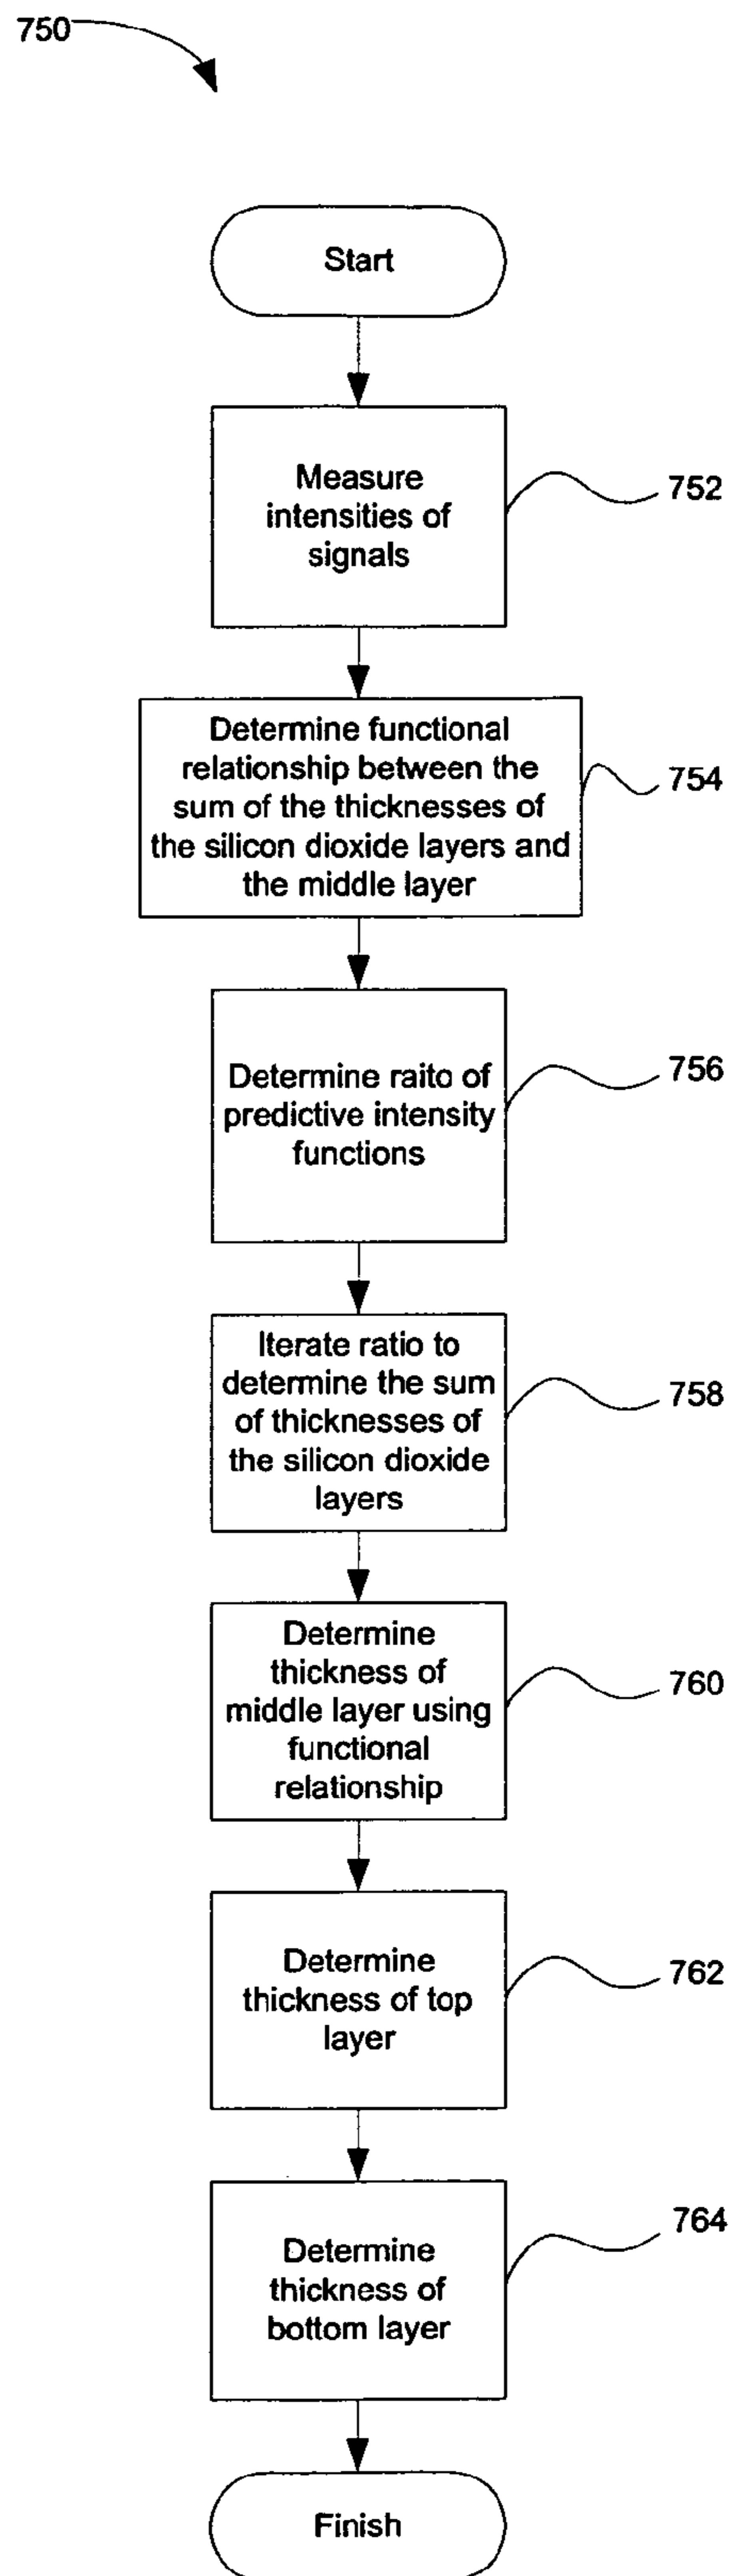 750
Start
Measure
intensities of
signals
752
Determine functional
relationship between the
sum of the thicknesses of
the silicon dioxide layers and
the middle layer
754
Determine raito of
predictive intensity
functions
756
Iterate ratio to
determine the sum
of thicknesses of
the silicon dioxide
layers
758
Determine
thickness of
middle layer using
functional
relationship
760
Determine
thickness of top
layer
762
Determine
thickness of
bottom layer
764
Finish